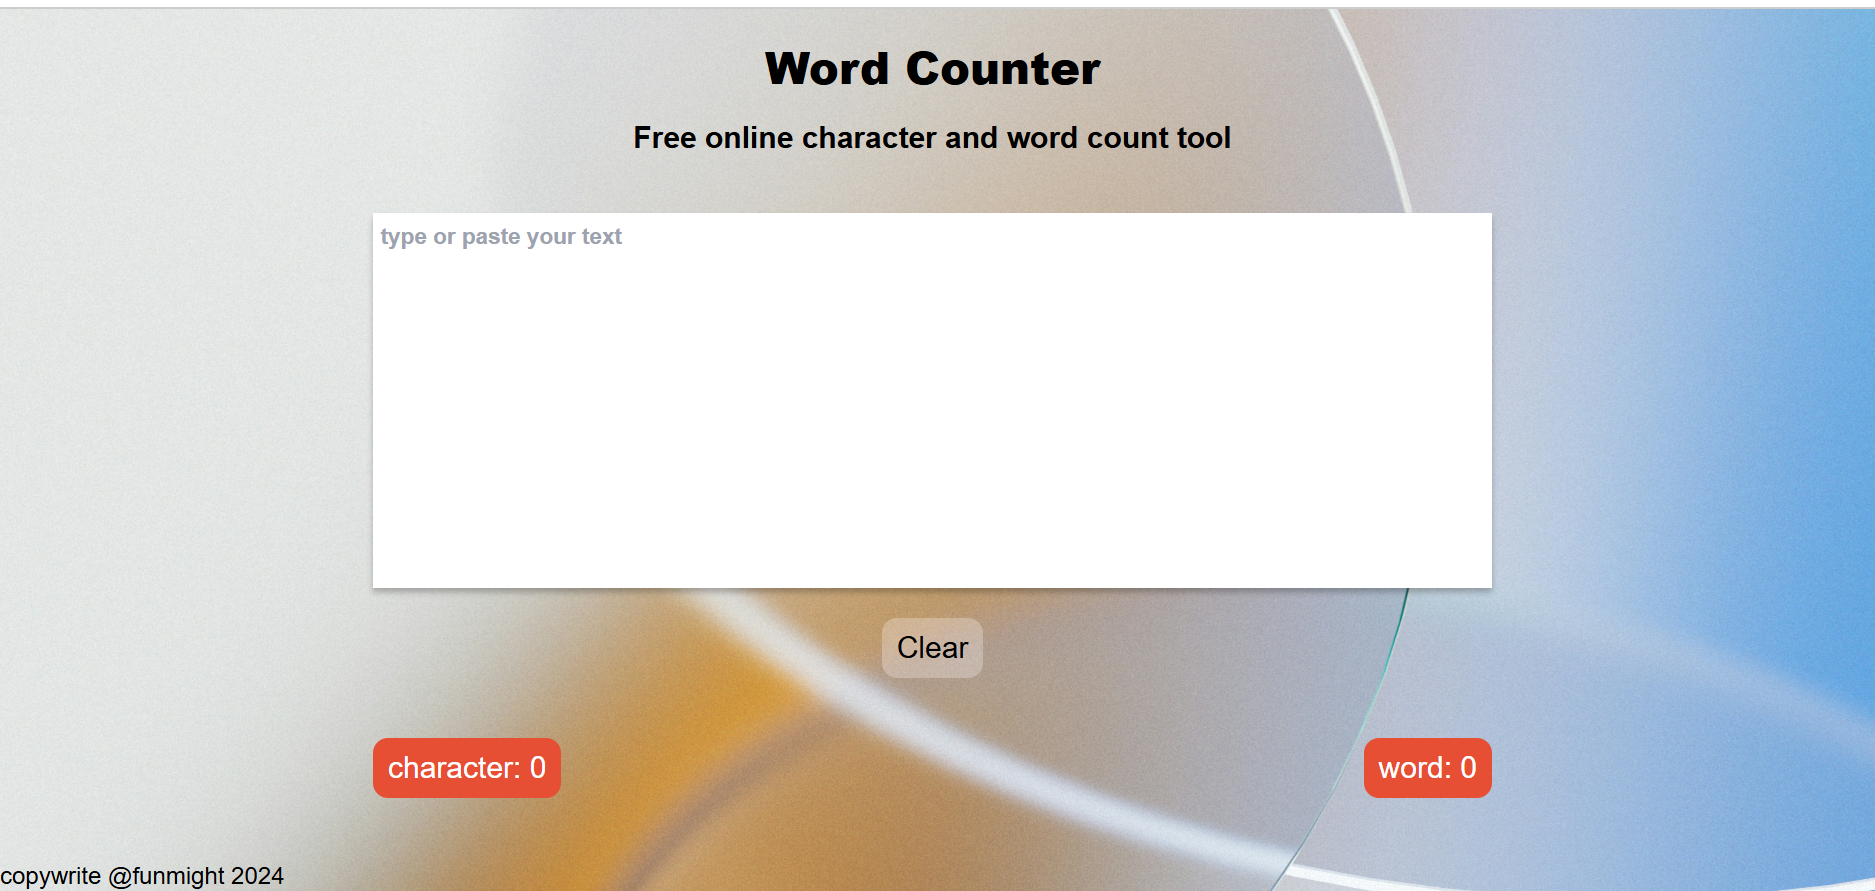 Word Counter
Free online character and word count tool
type or paste your text
Clear
character: 0
word: 0
copywrite @funmight 2024